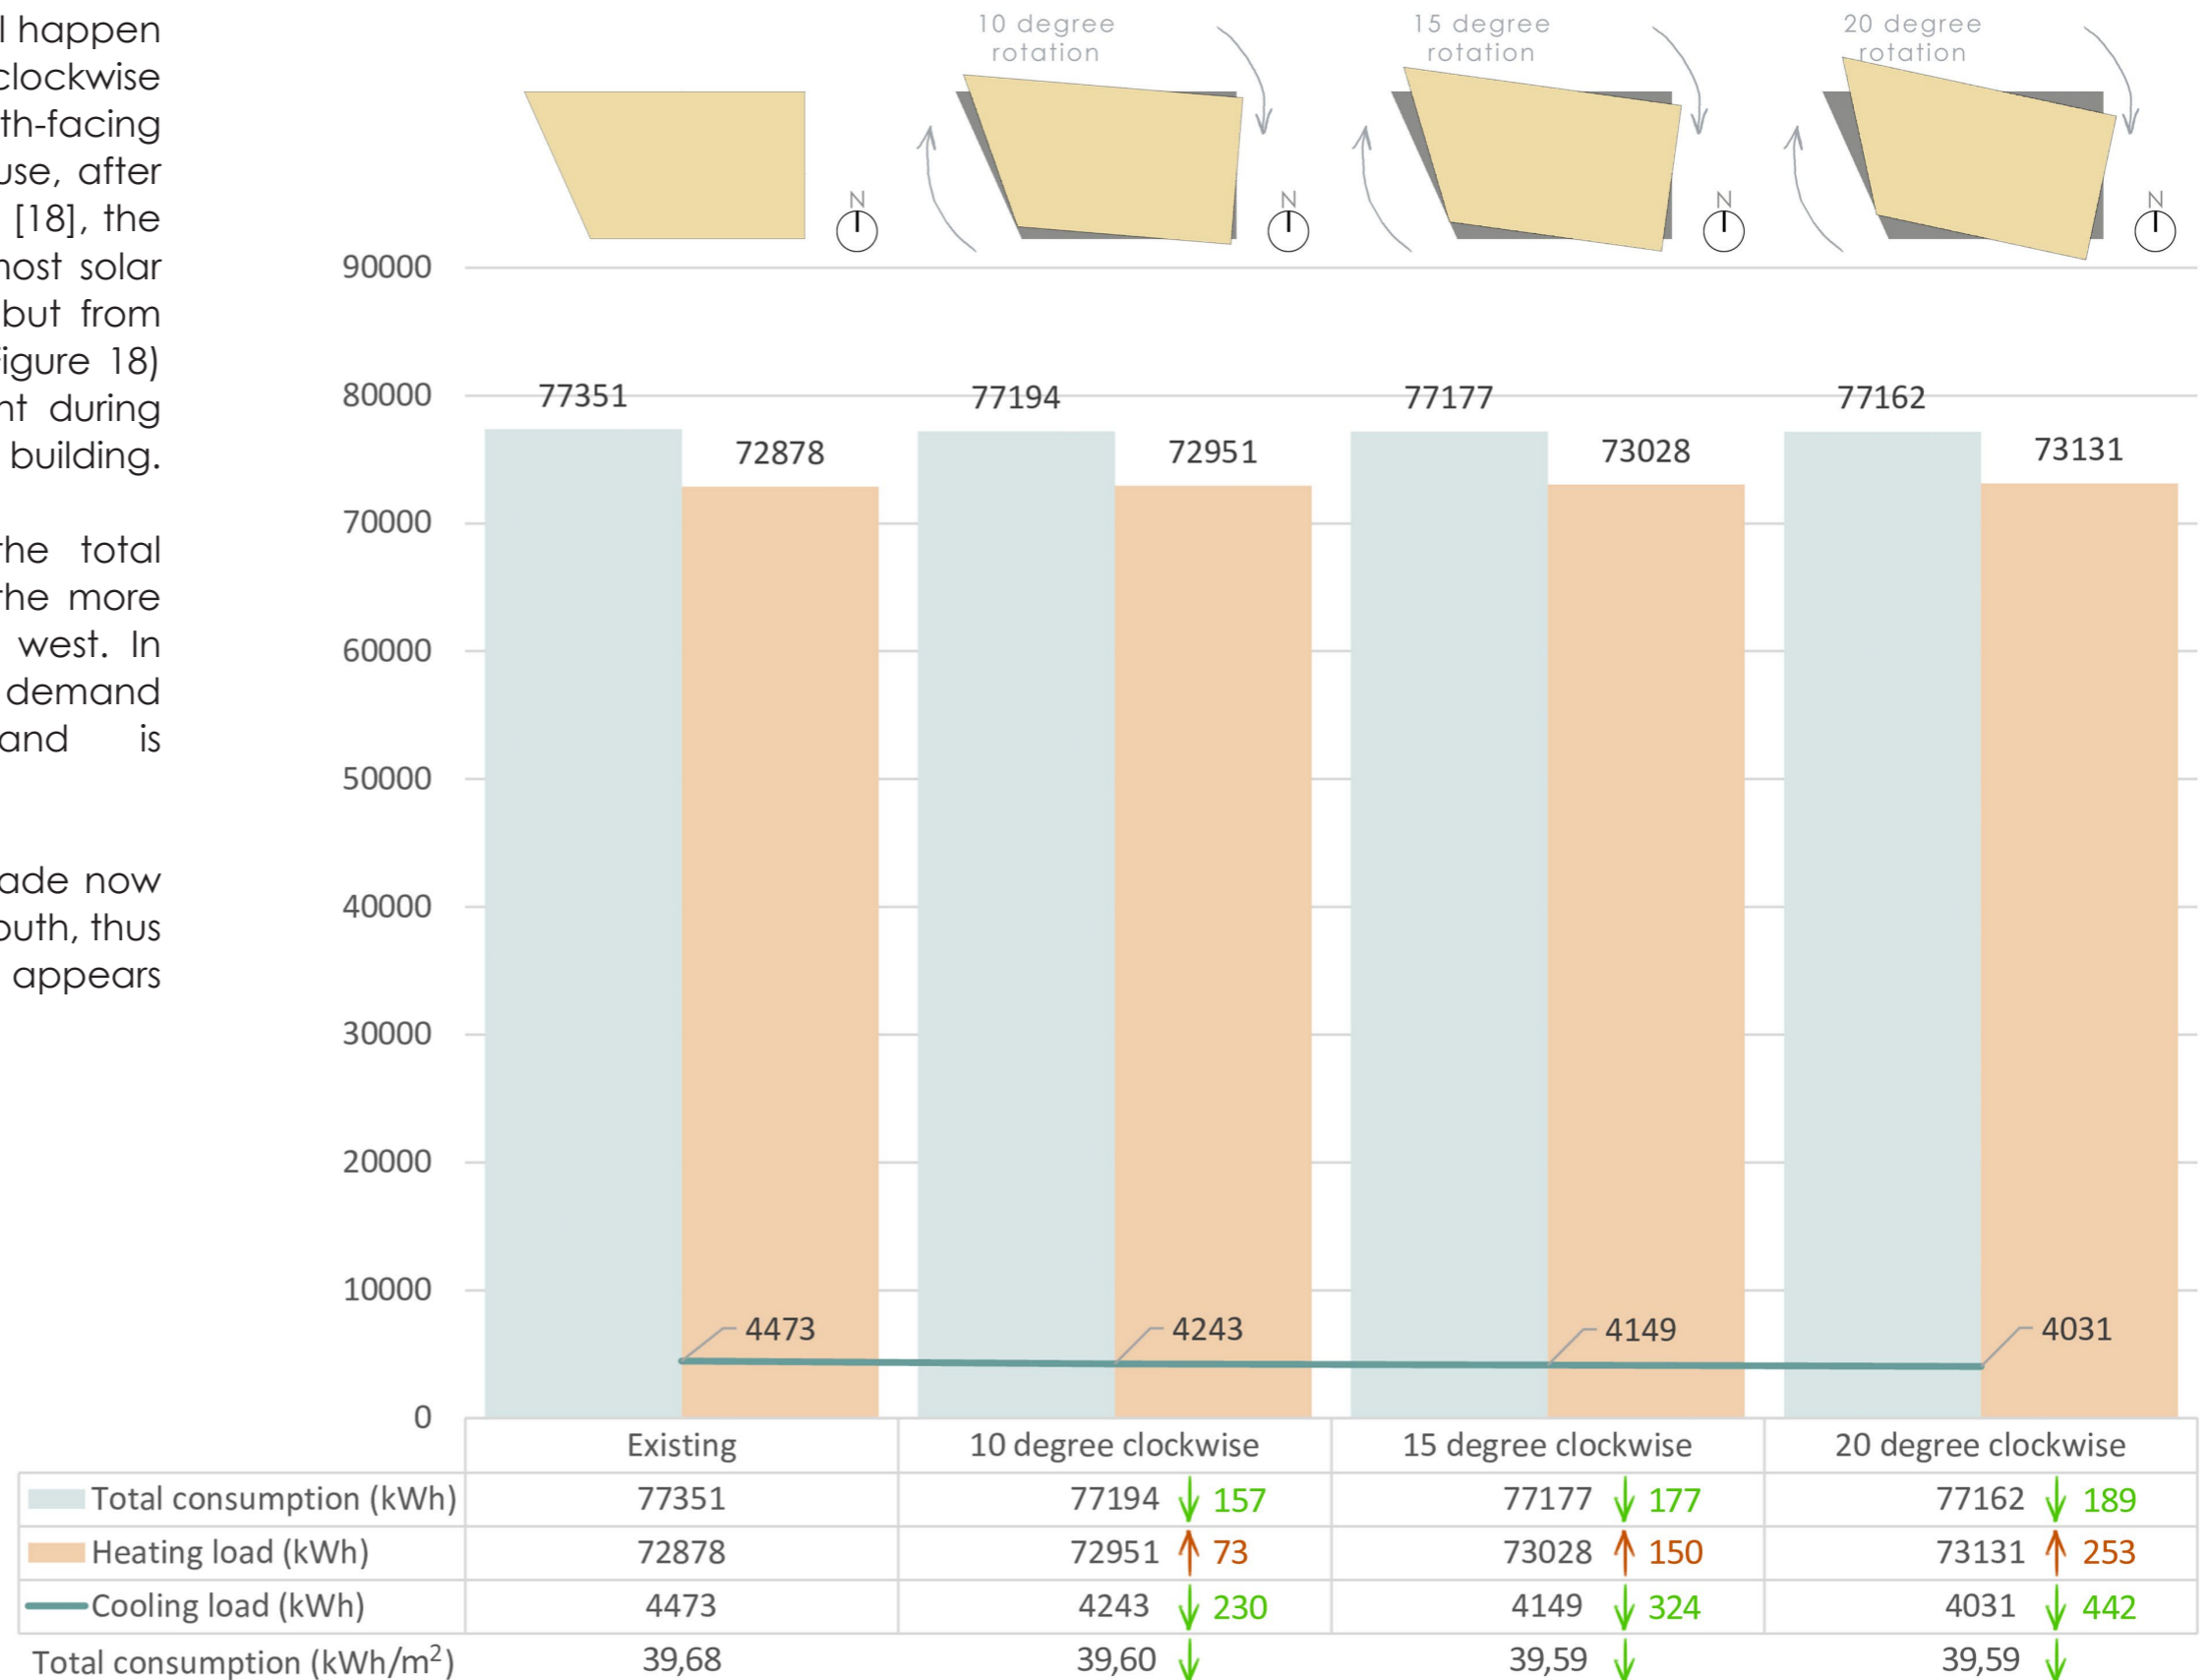 l happen
clockwise
th-facing
use, after
[18], the
most solar
but from
igure 18)
nt during
building.
the total
the more
west. In
demand
and is
ade now
outh, thus
appears
10 degree
rotation
15 degree
rotation
20 degree
rotation
N
N
N
N
90000
80000
70000
60000
50000
40000
30000
20000
10000
0
77351
72878
77194
72951
77177
73028
77162
73131
4473
4243
4149
4031
Existing 10 degree clockwise 15 degree clockwise 20 degree clockwise
Total consumption (kWh) 77351 77194 ↓ 157 77177 ↓ 177 77162 ↓ 189
Heating load (kWh) 72878 72951 ↑ 73 73028 ↑ 150 73131 ↑ 253
Cooling load (kWh) 4473 4243 ↓ 230 4149 ↓ 324 4031 ↓ 442
Total consumption (kWh/m²) 39,68 39,60 ↓ 39,59 ↓ 39,59 ↓